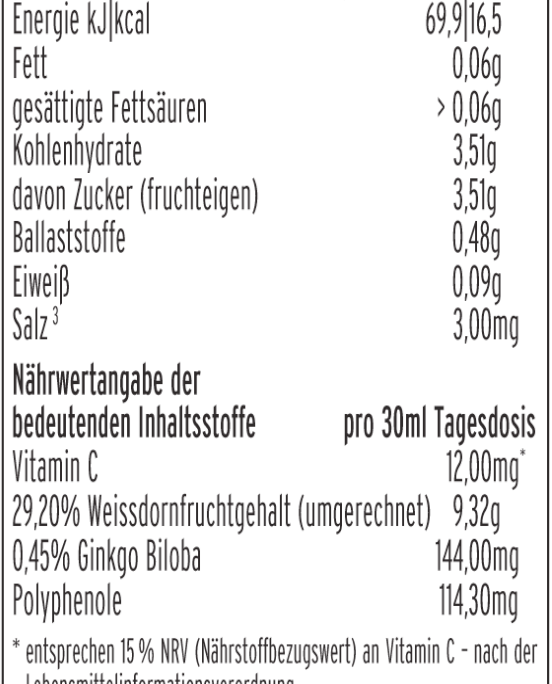 Energie kJ|kcal 69,9|16,5
Fett 0,06g
gesättigte Fettsäuren > 0,06g
Kohlenhydrate 3,51g
davon Zucker (fruchteigen) 3,51g
Ballaststoffe 0,48g
Eiweiß 0,09g
Salz ³ 3,00mg
Nährwertangabe der
bedeutenden Inhaltsstoffe pro 30ml Tagesdosis
Vitamin C 12,00mg*
29,20% Weissdornfruchtgehalt (umgerechnet) 9,32g
0,45% Ginkgo Biloba 144,00mg
Polyphenole 114,30mg
* entsprechen 15 % NRV (Nährstoffbezugswert) an Vitamin C - nach der
Lebensmittelinformationsverordnung